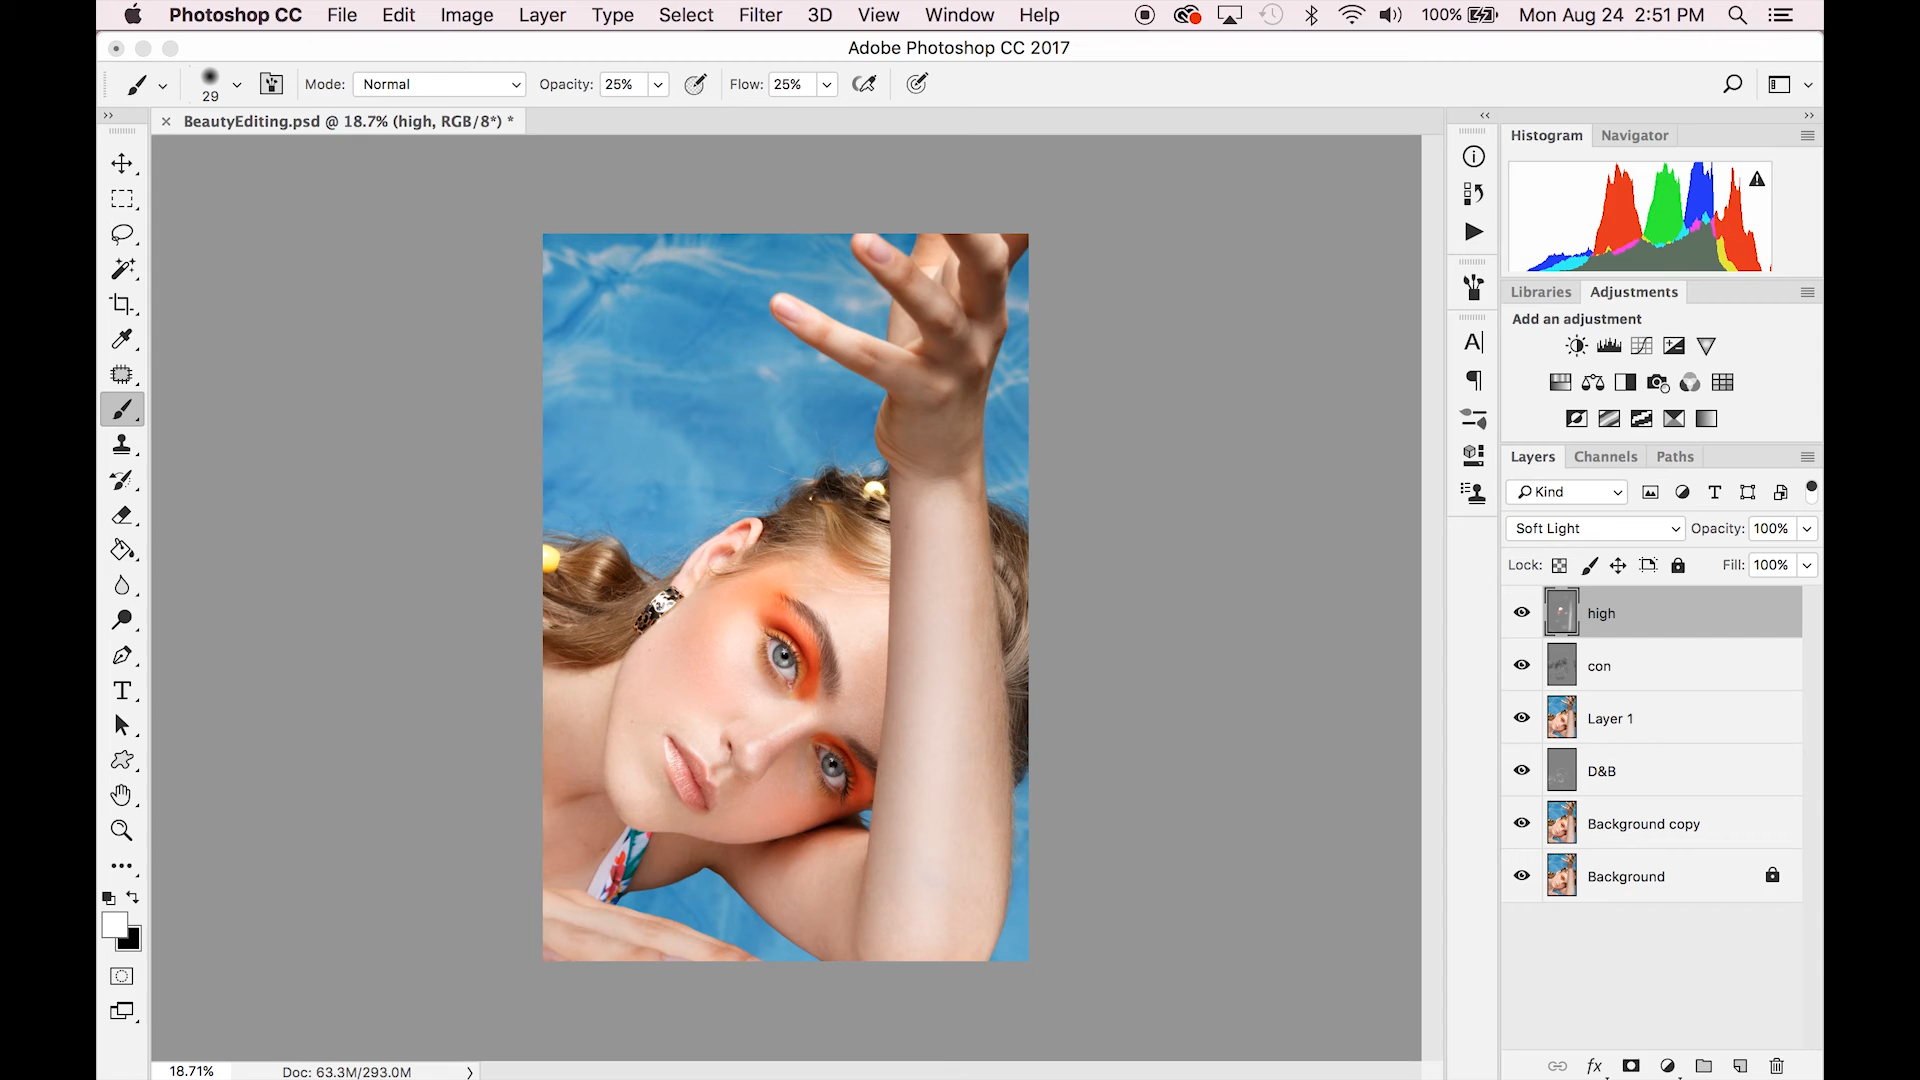 Photoshop CC File Edit Image Layer Type Select Filter 3D View Window Help 100% Mon Aug 24 2:51 PM
Adobe Photoshop CC 2017
29 Mode: Normal Opacity: 25% Flow: 25%
BeautyEditing.psd @ 18.7% (high, RGB/8*) *
Histogram Navigator
Libraries Adjustments
Add an adjustment
Layers Channels Paths
Kind
Soft Light Opacity: 100%
Lock: Fill: 100%
high
con
Layer 1
D&B
Background copy
Background
fx
18.71% Doc: 63.3M/293.0M